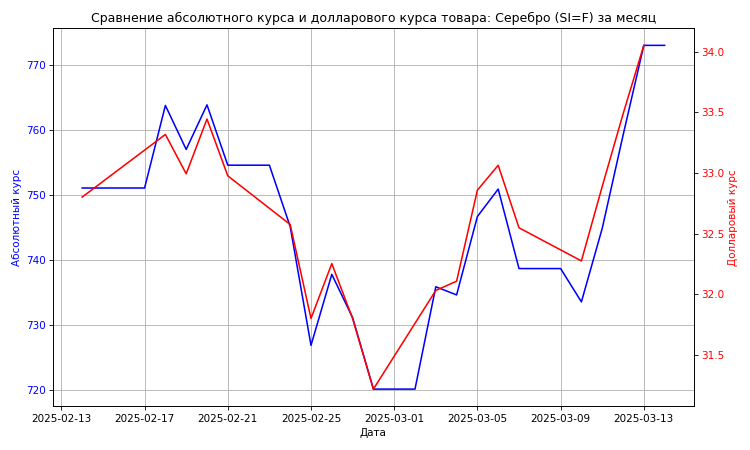 Сравнение абсолютного курса и долларового курса товара: Серебро (SI=F) за месяц
Абсолютный курс
770
760
750
740
730
720
34.0
33.5
33.0
32.5
32.0
31.5
Долларовый курс
2025-02-13 2025-02-17 2025-02-21 2025-02-25 2025-03-01 2025-03-05 2025-03-09 2025-03-13
Дата